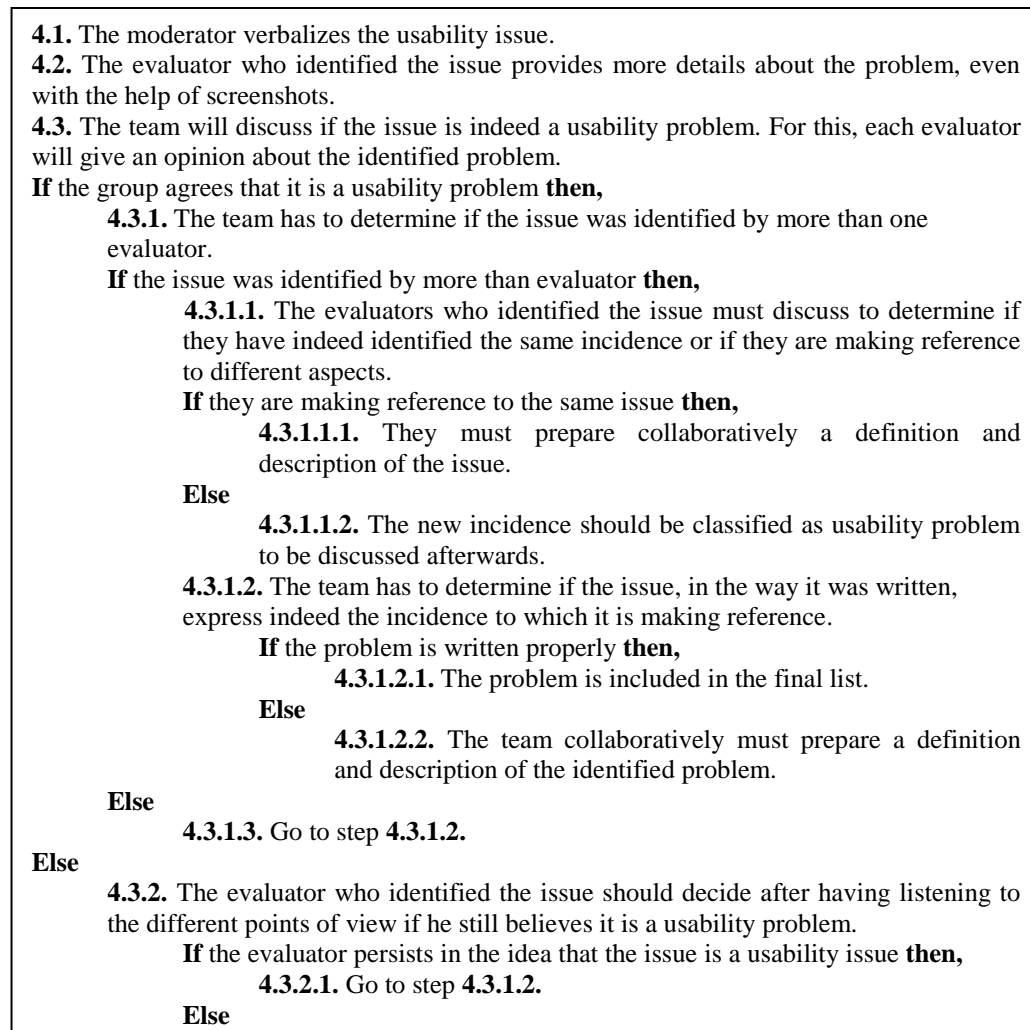 4.1. The moderator verbalizes the usability issue.
4.2. The evaluator who identified the issue provides more details about the problem, even
with the help of screenshots.
4.3. The team will discuss if the issue is indeed a usability problem. For this, each evaluator
will give an opinion about the identified problem.
If the group agrees that it is a usability problem then,
4.3.1. The team has to determine if the issue was identified by more than one
evaluator.
If the issue was identified by more than evaluator then,
4.3.1.1. The evaluators who identified the issue must discuss to determine if
they have indeed identified the same incidence or if they are making reference
to different aspects.
If they are making reference to the same issue then,
4.3.1.1.1. They must prepare collaboratively a definition and
description of the issue.
Else
4.3.1.1.2. The new incidence should be classified as usability problem
to be discussed afterwards.
4.3.1.2. The team has to determine if the issue, in the way it was written,
express indeed the incidence to which it is making reference.
If the problem is written properly then,
4.3.1.2.1. The problem is included in the final list.
Else
4.3.1.2.2. The team collaboratively must prepare a definition
and description of the identified problem.
Else
4.3.1.3. Go to step 4.3.1.2.
Else
4.3.2. The evaluator who identified the issue should decide after having listening to
the different points of view if he still believes it is a usability problem.
If the evaluator persists in the idea that the issue is a usability issue then,
4.3.2.1. Go to step 4.3.1.2.
Else